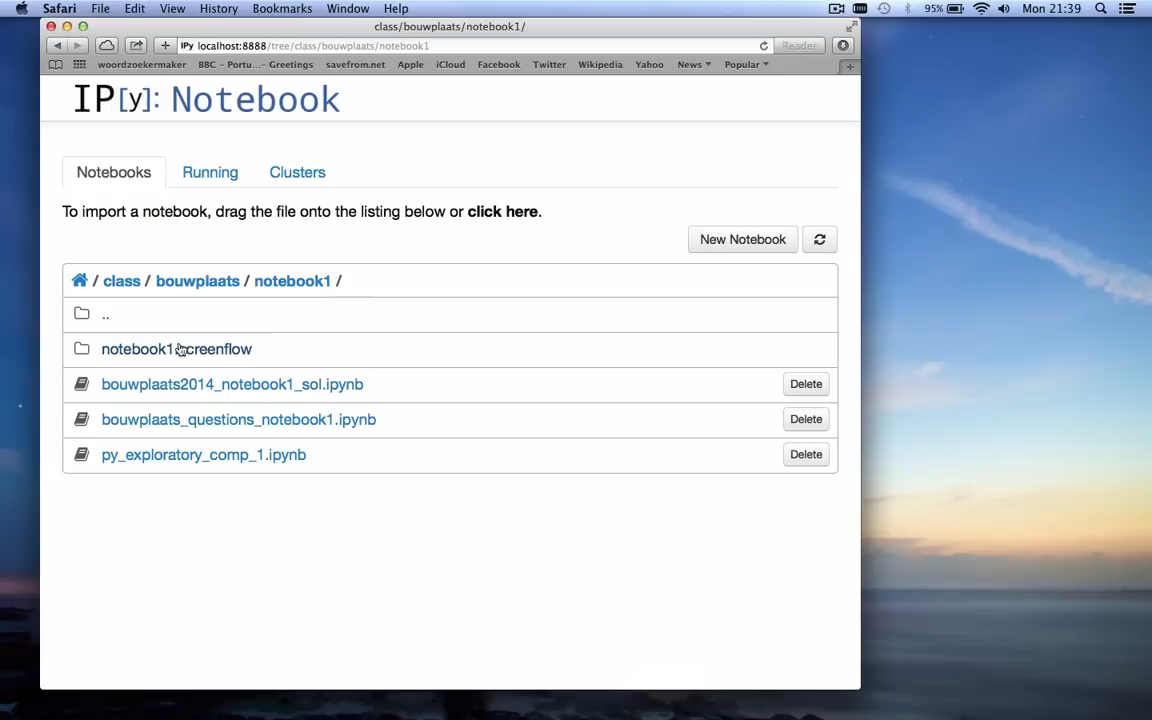 Safari File Edit View History Bookmarks Window Help 95% Mon 21:39
class/bouwplaats/notebook1/
IPy localhost:8888/tree/class/bouwplaats/notebook1 Reader
woordzoekermaker BBC – Portu...– Greetings savefrom.net Apple iCloud Facebook Twitter Wikipedia Yahoo News Popular
IP[y]: Notebook
Notebooks Running Clusters
To import a notebook, drag the file onto the listing below or click here.
New Notebook
/ class / bouwplaats / notebook1 /
..
notebook1.screenflow
bouwplaats2014_notebook1_sol.ipynb Delete
bouwplaats_questions_notebook1.ipynb Delete
py_exploratory_comp_1.ipynb Delete